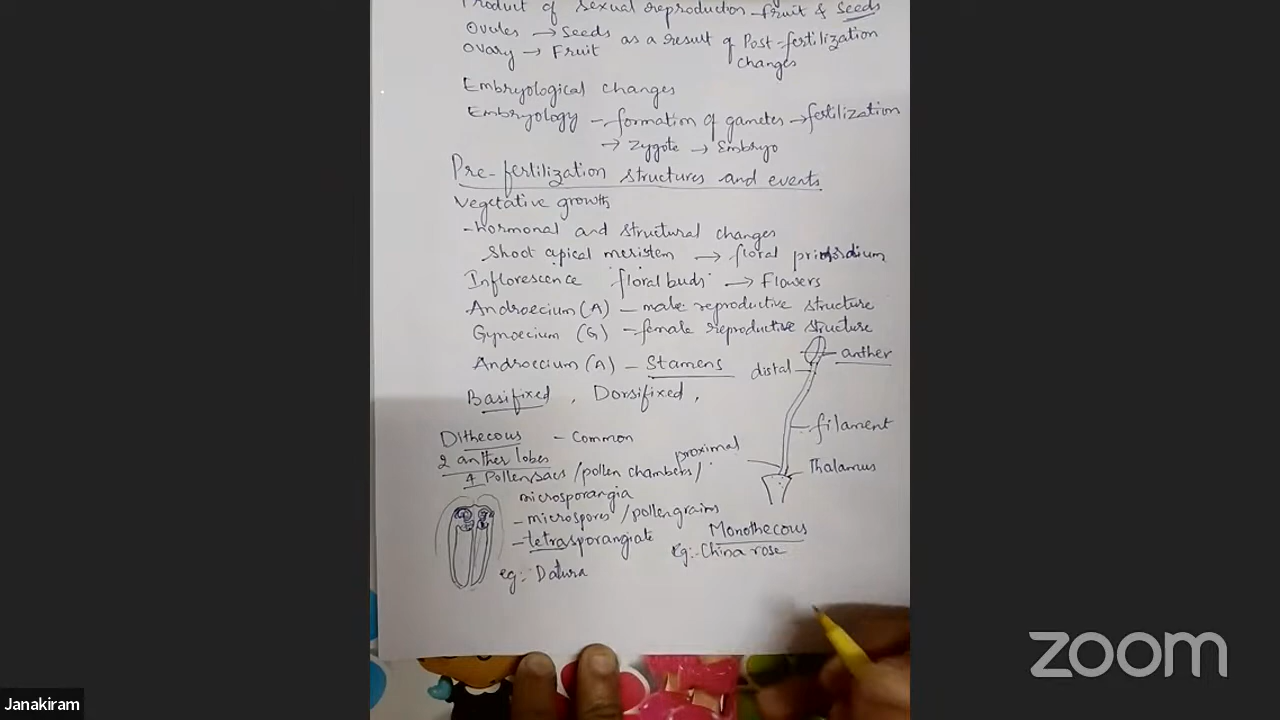 Product of sexual reproduction - fruit & seeds
Ovules → Seeds as a result of Post-fertilization
Ovary → Fruit
changes
Embryological changes
Embryology - formation of gametes → fertilization
→ Zygote → Embryo
Pre-fertilization structures and events
Vegetative growth
- hormonal and structural changes
Shoot apical meristem → floral primordium
Inflorescence floral buds → Flowers
Androecium (A) - male reproductive structure
Gynoecium (G) - female reproductive structure
Androecium (A) - Stamens
anther
distal
Basifixed , Dorsifixed ,
filament
Dithecous - Common
proximal
2 anther lobes
Thalamus
4 Pollensacs / pollen chambers /
microsporangia
- microspores / pollengrains
Monothecous
- tetrasporangiate
eg:- China rose
eg:- Datura
zoom
Janakiram